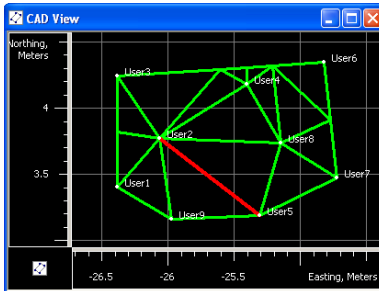 CAD View
Northing,
Meters
User3
User6
User4
4
User2
User8
3.5
User1
User7
User9
User5
-26.5
-26
-25.5
Easting, Meters